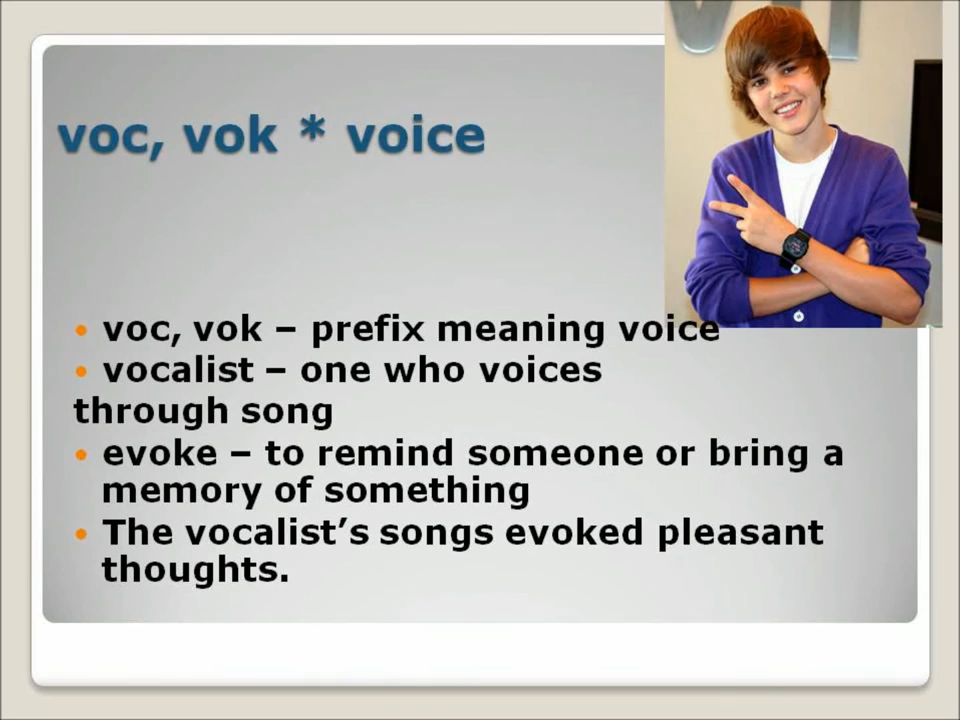 voc, vok * voice
• voc, vok – prefix meaning voice
• vocalist – one who voices
through song
• evoke – to remind someone or bring a
memory of something
• The vocalist’s songs evoked pleasant
thoughts.